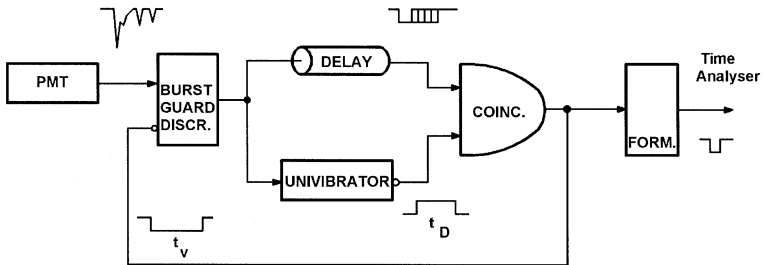 PMT
BURST
GUARD
DISCR.
DELAY
UNIVIBRATOR
COINC.
FORM.
Time
Analyser
t
V
t
D